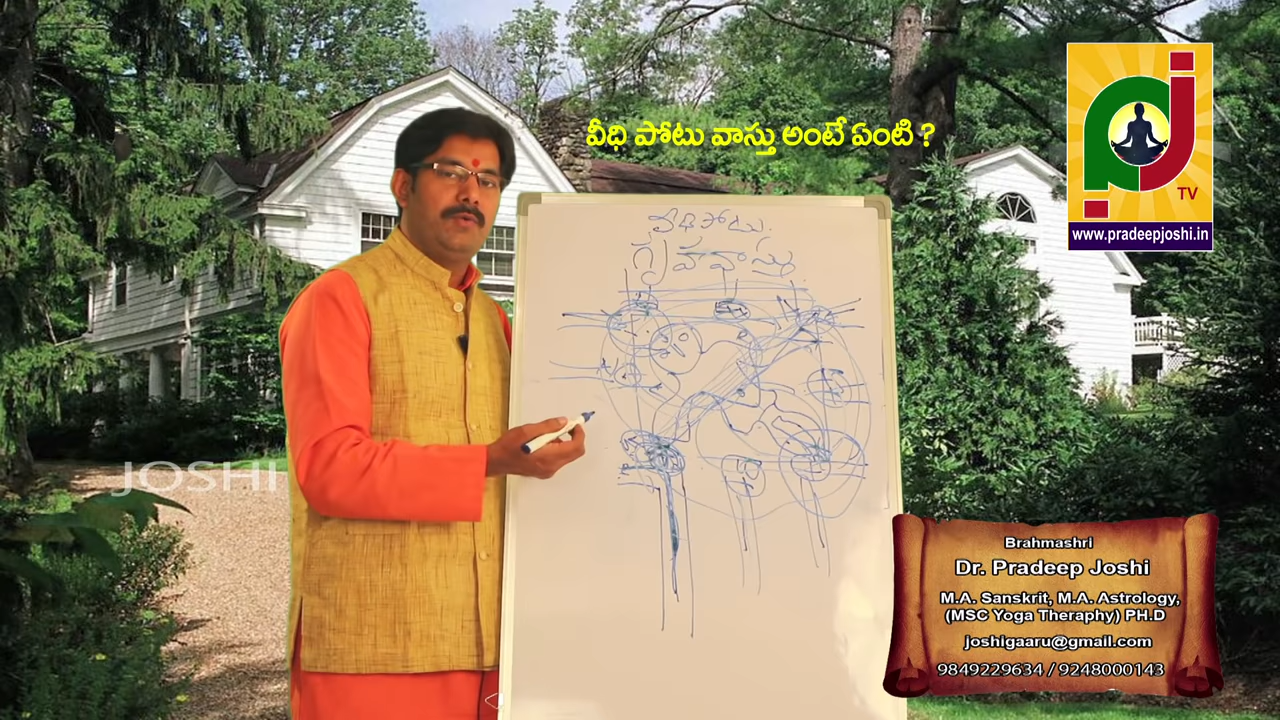 వీధి పోటు వాస్తు అంటే ఏంటి ?
TV
www.pradeepjoshi.in
వీధిపోటు.
గృహవాస్తు
JOSHI
Brahmashri
Dr. Pradeep Joshi
M.A. Sanskrit, M.A. Astrology,
(MSC Yoga Theraphy) PH.D
joshigaaru@gmail.com
9849229634 / 9248000143